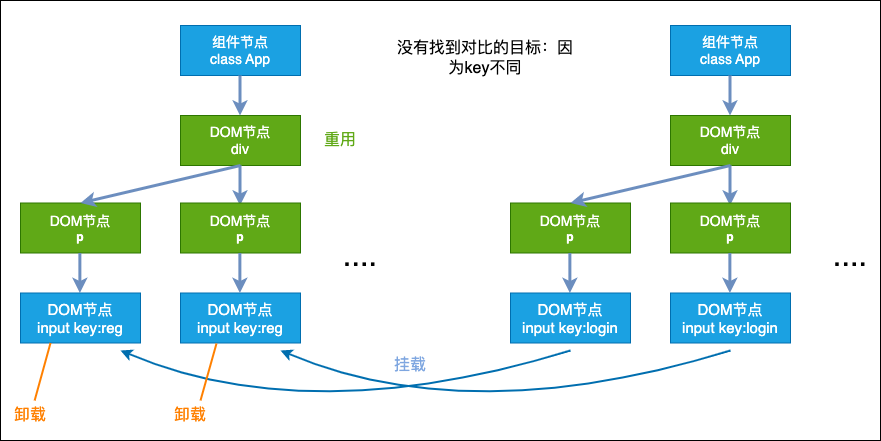 组件节点
class App
没有找到对比的目标：因
为key不同
组件节点
class App
DOM节点
div
重用
DOM节点
div
DOM节点
p
DOM节点
p
....
DOM节点
p
DOM节点
p
....
DOM节点
input key:reg
DOM节点
input key:reg
DOM节点
input key:login
DOM节点
input key:login
挂载
卸载
卸载